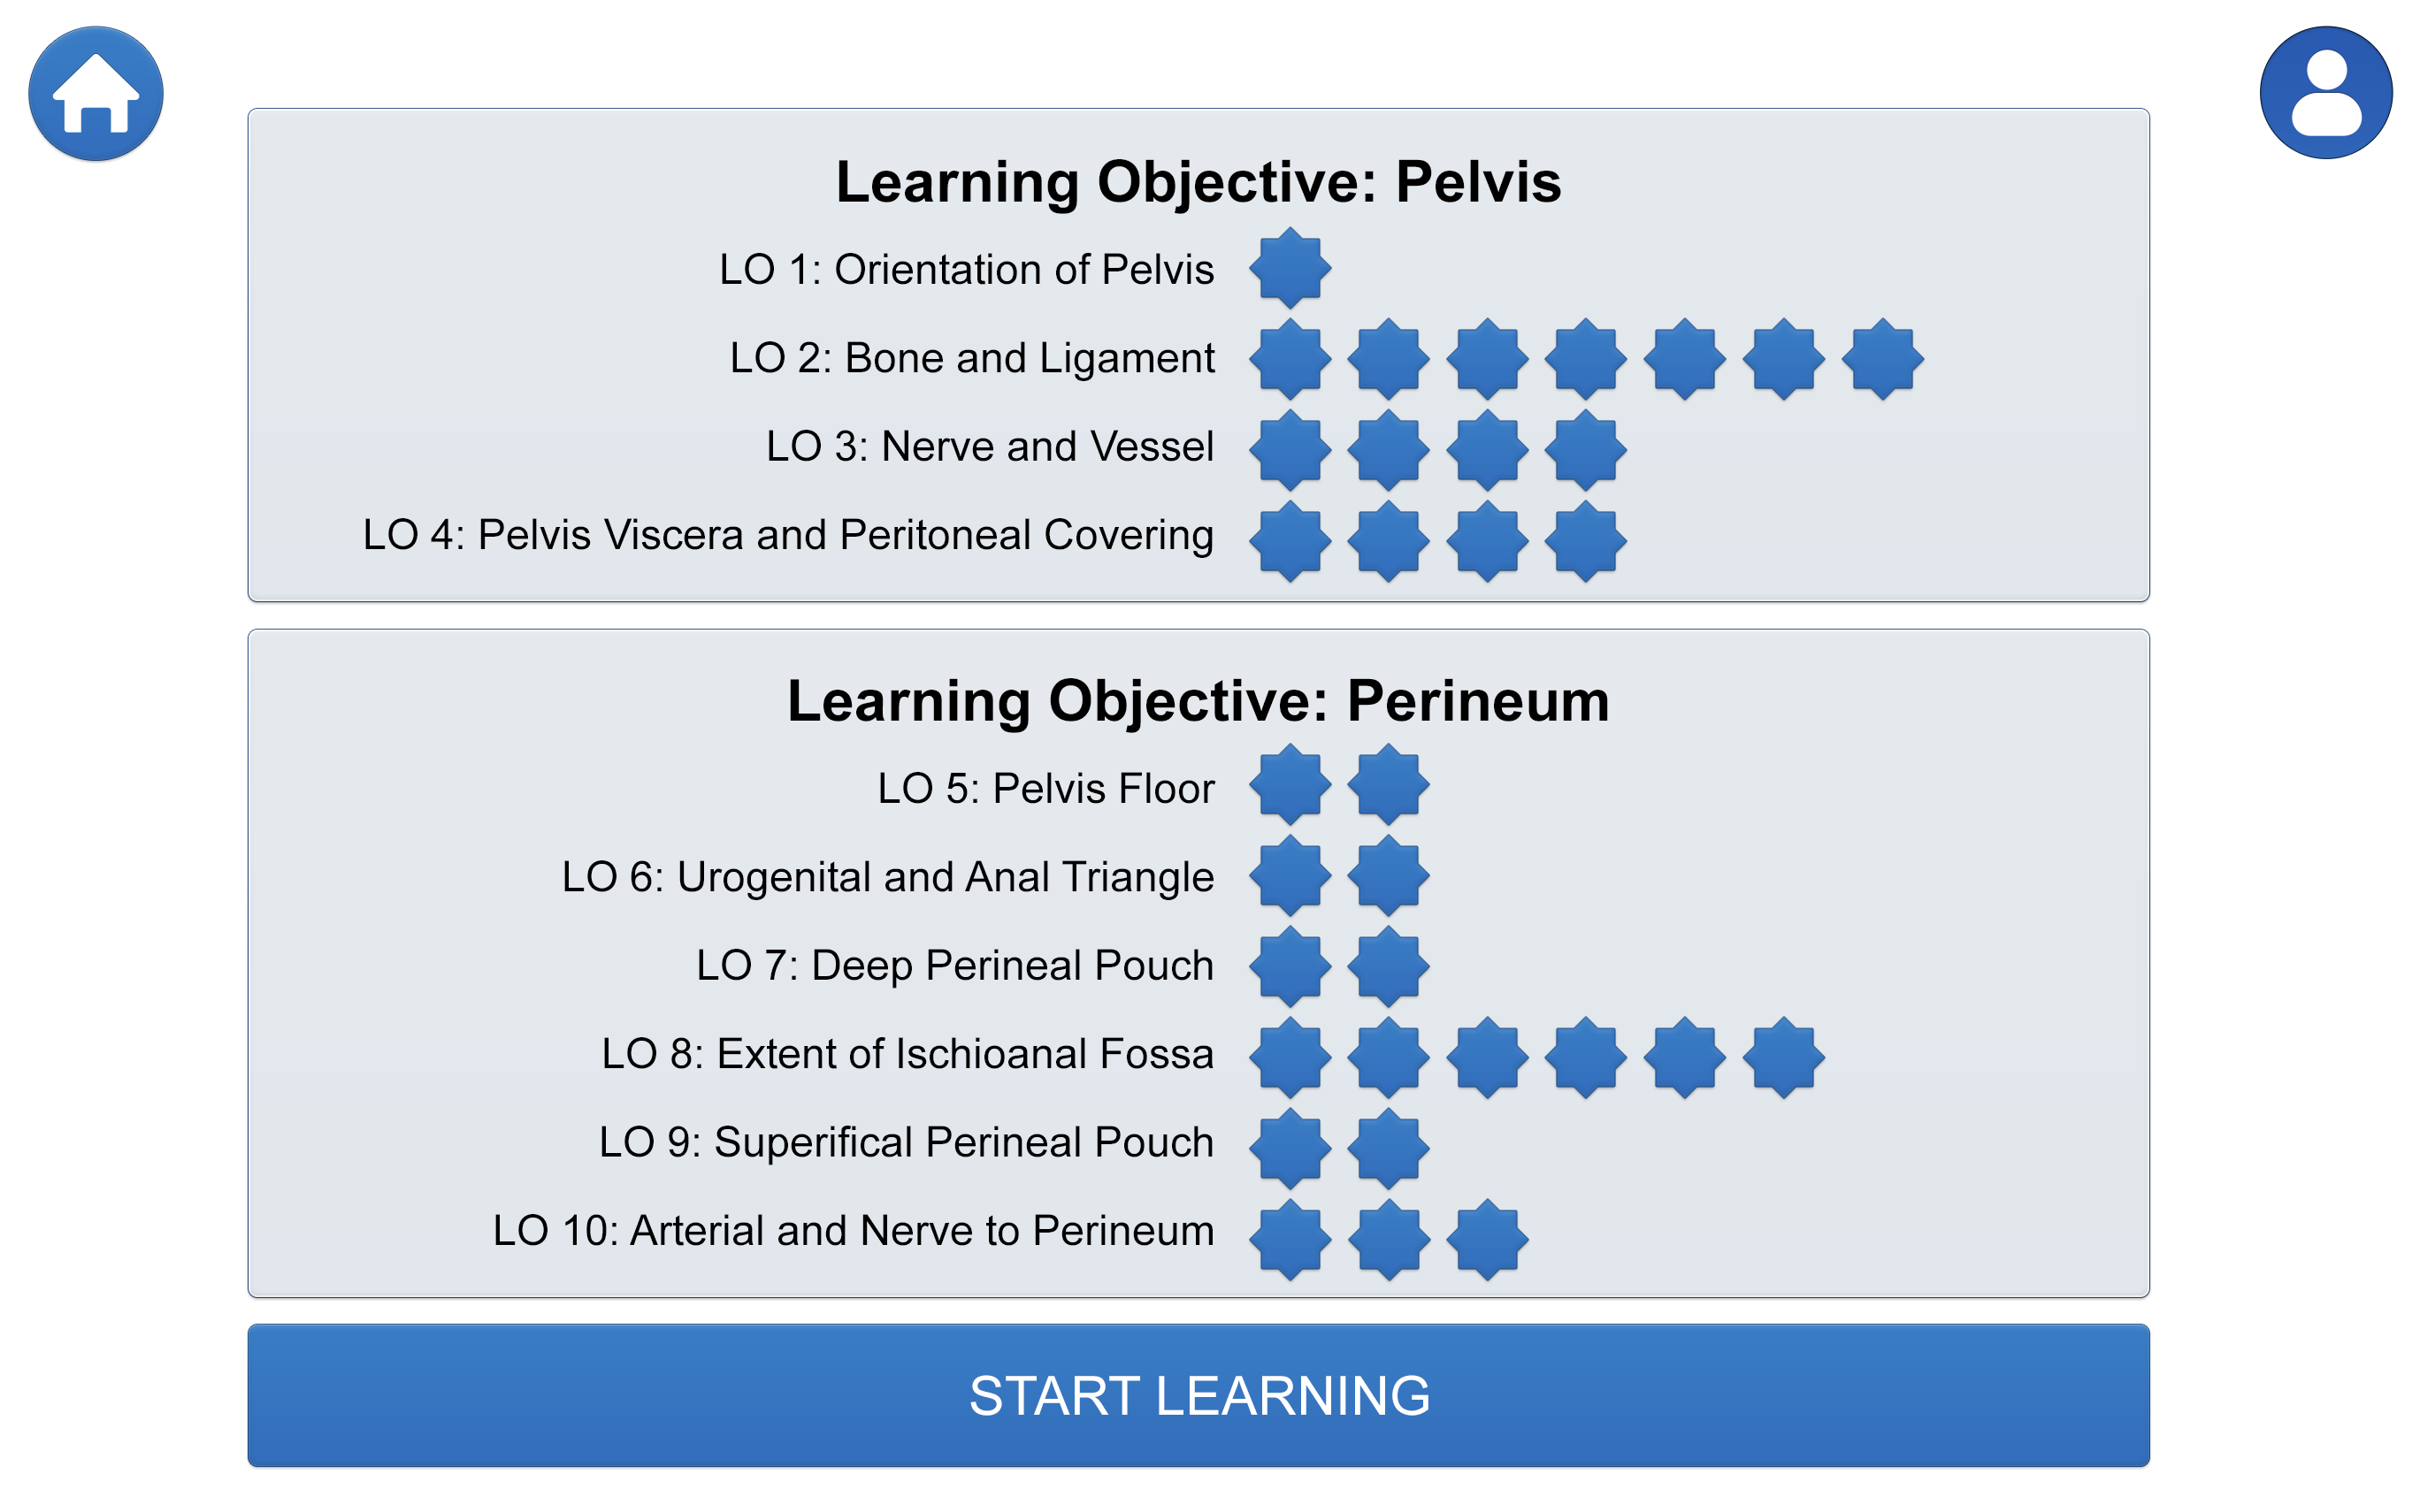 Learning Objective: Pelvis
LO 1: Orientation of Pelvis
LO 2: Bone and Ligament
LO 3: Nerve and Vessel
LO 4: Pelvis Viscera and Peritoneal Covering
Learning Objective: Perineum
LO 5: Pelvis Floor
LO 6: Urogenital and Anal Triangle
LO 7: Deep Perineal Pouch
LO 8: Extent of Ischioanal Fossa
LO 9: Superifical Perineal Pouch
LO 10: Arterial and Nerve to Perineum
START LEARNING